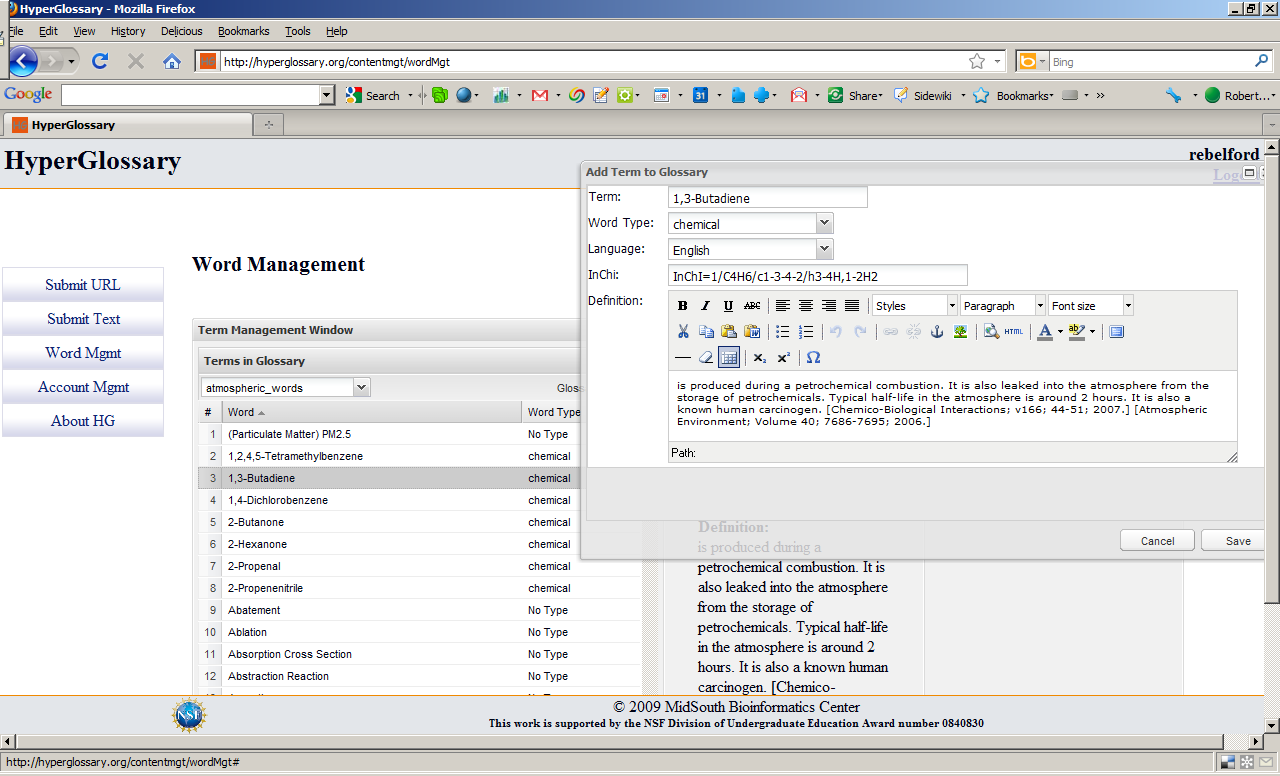 HyperGlossary - Mozilla Firefox
File Edit View History Delicious Bookmarks Tools Help
http://hyperglossary.org/contentmgt/wordMgt
Bing
Google
Search
31
Share
Sidewiki
Bookmarks
»
Robert...
HyperGlossary
HyperGlossary
rebelford
Submit URL
Submit Text
Word Mgmt
Account Mgmt
About HG
Word Management
Term Management Window
Terms in Glossary
atmospheric_words
# Word Word Type
1 (Particulate Matter) PM2.5 No Type
2 1,2,4,5-Tetramethylbenzene chemical
3 1,3-Butadiene chemical
4 1,4-Dichlorobenzene chemical
5 2-Butanone chemical
6 2-Hexanone chemical
7 2-Propenal chemical
8 2-Propenenitrile chemical
9 Abatement No Type
10 Ablation No Type
11 Absorption Cross Section No Type
12 Abstraction Reaction No Type
Add Term to Glossary
Term: 1,3-Butadiene
Word Type: chemical
Language: English
InChi: InChI=1/C4H6/c1-3-4-2/h3-4H,1-2H2
Definition:
B I U ABC Styles Paragraph Font size
HTML A ab
x₂ x² Ω
is produced during a petrochemical combustion. It is also leaked into the atmosphere from the
storage of petrochemicals. Typical half-life in the atmosphere is around 2 hours. It is also a
known human carcinogen. [Chemico-Biological Interactions; v166; 44-51; 2007.] [Atmospheric
Environment; Volume 40; 7686-7695; 2006.]
Path:
Cancel Save
Definition:
is produced during a
petrochemical combustion. It is
also leaked into the atmosphere
from the storage of
petrochemicals. Typical half-life
in the atmosphere is around 2
hours. It is also a known human
carcinogen. [Chemico-
NSF
© 2009 MidSouth Bioinformatics Center
This work is supported by the NSF Division of Undergraduate Education Award number 0840830
http://hyperglossary.org/contentmgt/wordMgt#